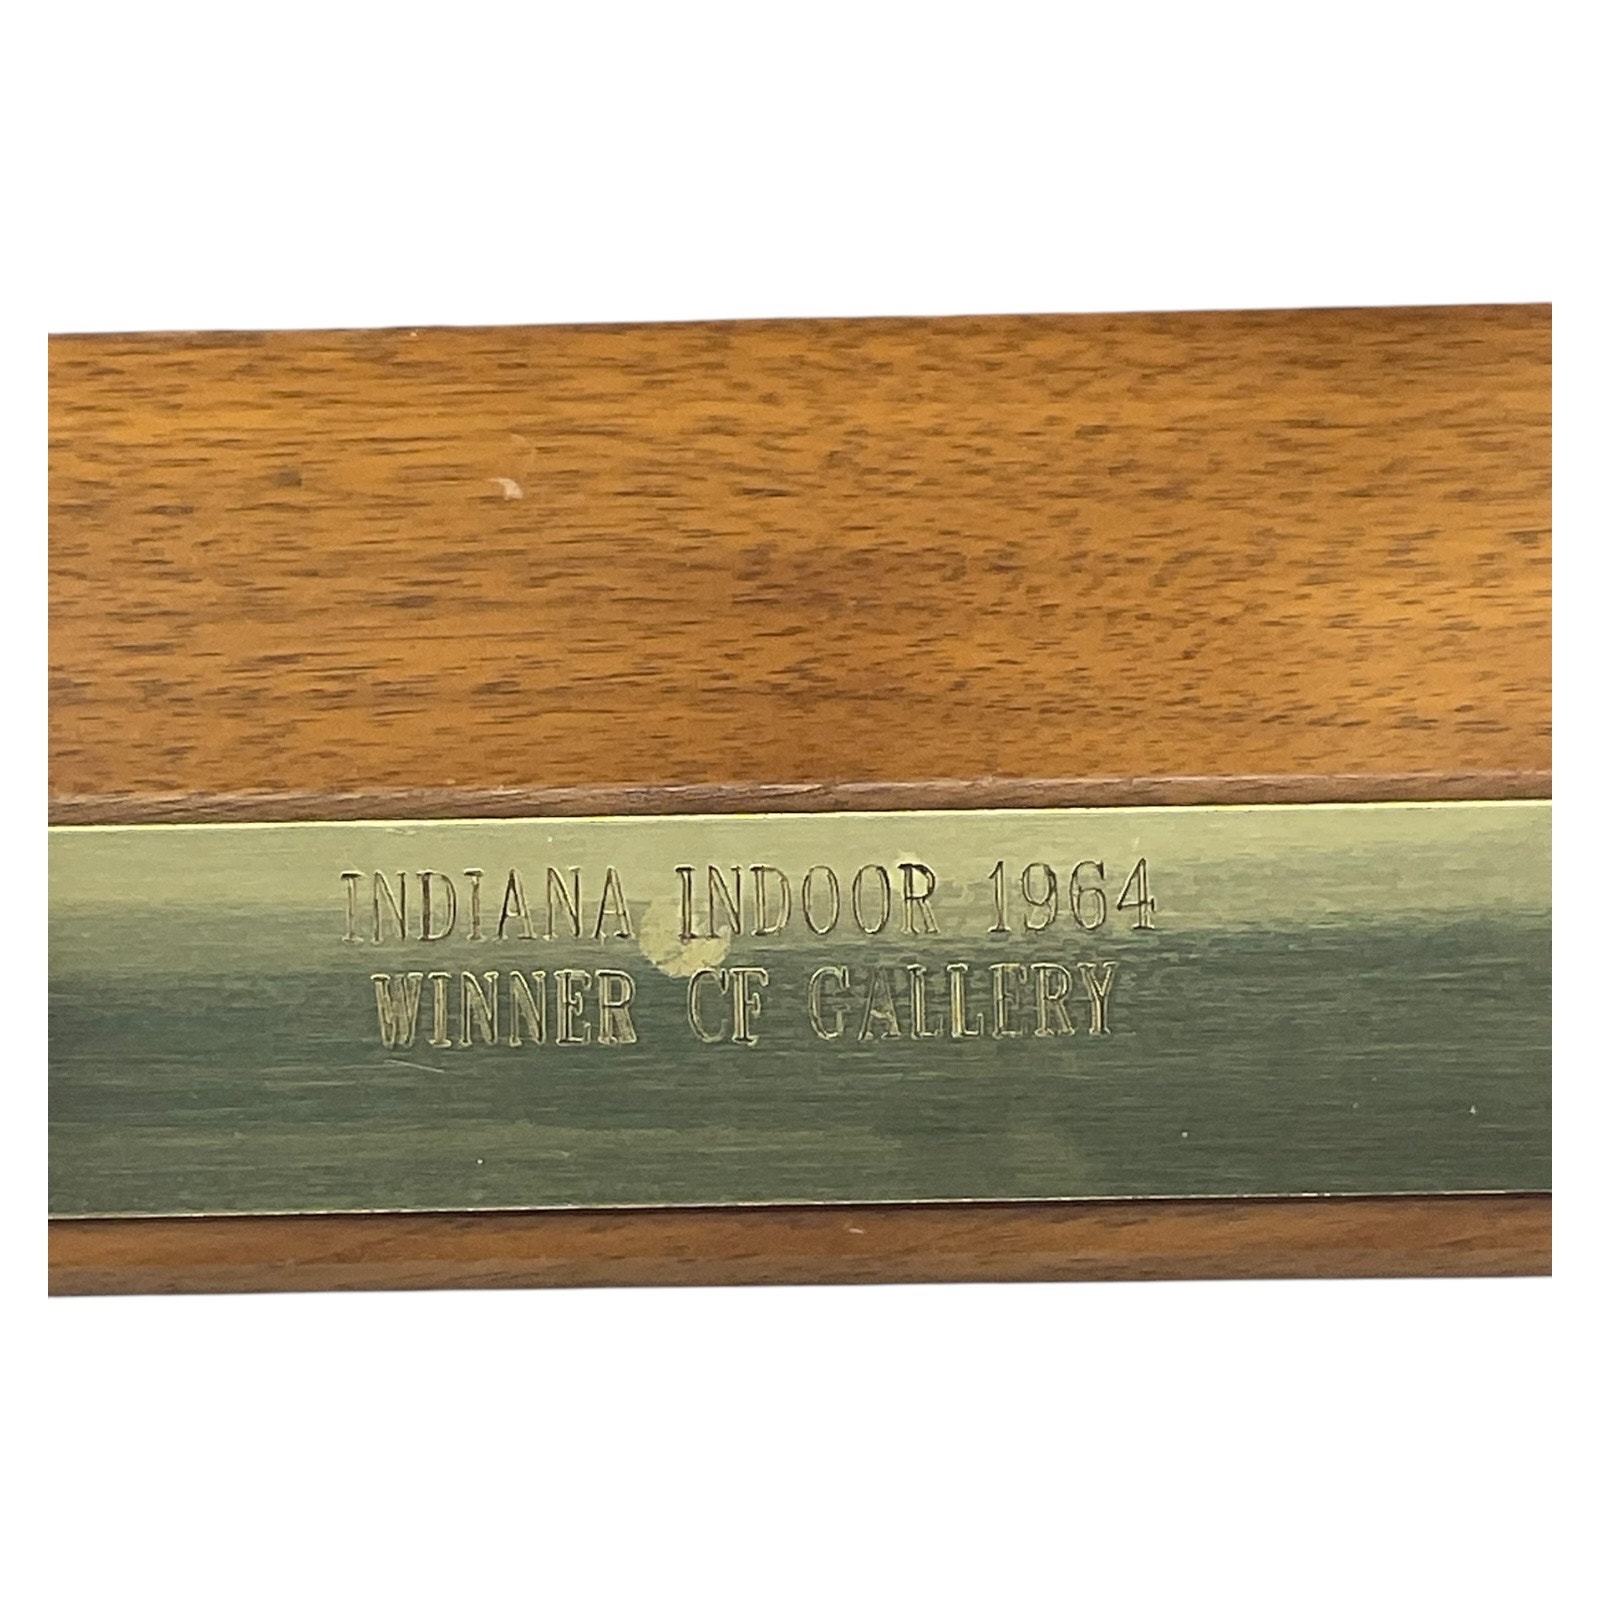 INDIANA INDOOR 1964
WINNER CF GALLERY